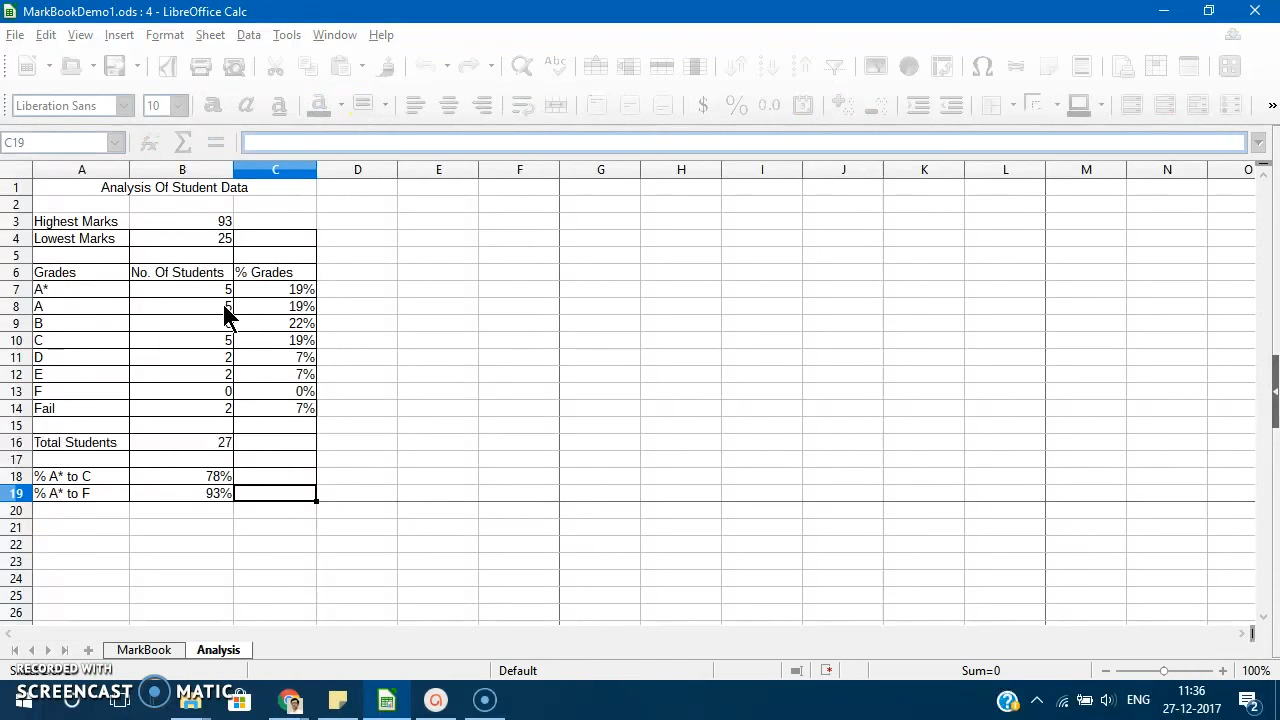 MarkBookDemo1.ods : 4 - LibreOffice Calc
File Edit View Insert Format Sheet Data Tools Window Help
Liberation Sans 10
C19
A B C D E F G H I J K L M N O
1 Analysis Of Student Data
2
3 Highest Marks 93
4 Lowest Marks 25
5
6 Grades No. Of Students % Grades
7 A* 5 19%
8 A 5 19%
9 B 22%
10 C 5 19%
11 D 2 7%
12 E 2 7%
13 F 0 0%
14 Fail 2 7%
15
16 Total Students 27
17
18 % A* to C 78%
19 % A* to F 93%
20
21
22
23
24
25
26
MarkBook Analysis
Default Sum=0 100%
RECORDED WITH
SCREENCAST MATIC
ENG 11:36
27-12-2017 2